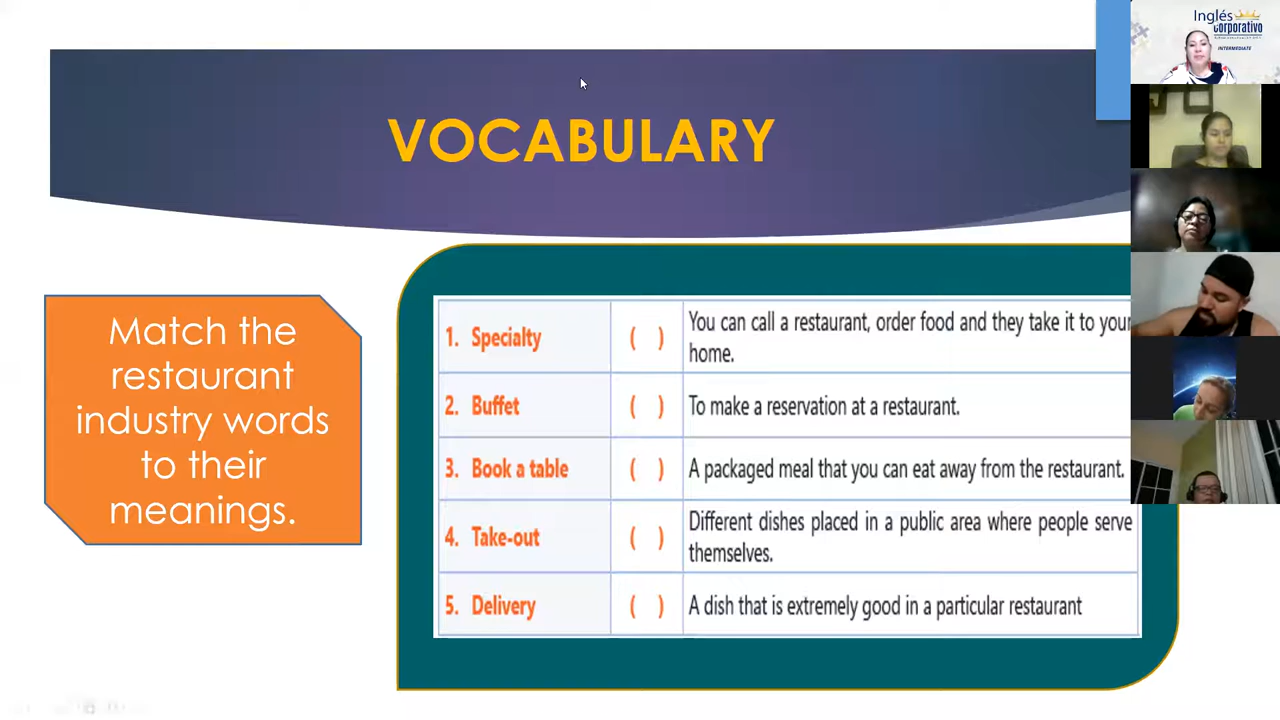 Inglés
Corporativo
INTERMEDIATE
VOCABULARY
Match the
restaurant
industry words
to their
meanings.
1. Specialty ( ) You can call a restaurant, order food and they take it to your
home.
2. Buffet ( ) To make a reservation at a restaurant.
3. Book a table ( ) A packaged meal that you can eat away from the restaurant.
4. Take-out ( ) Different dishes placed in a public area where people serve
themselves.
5. Delivery ( ) A dish that is extremely good in a particular restaurant